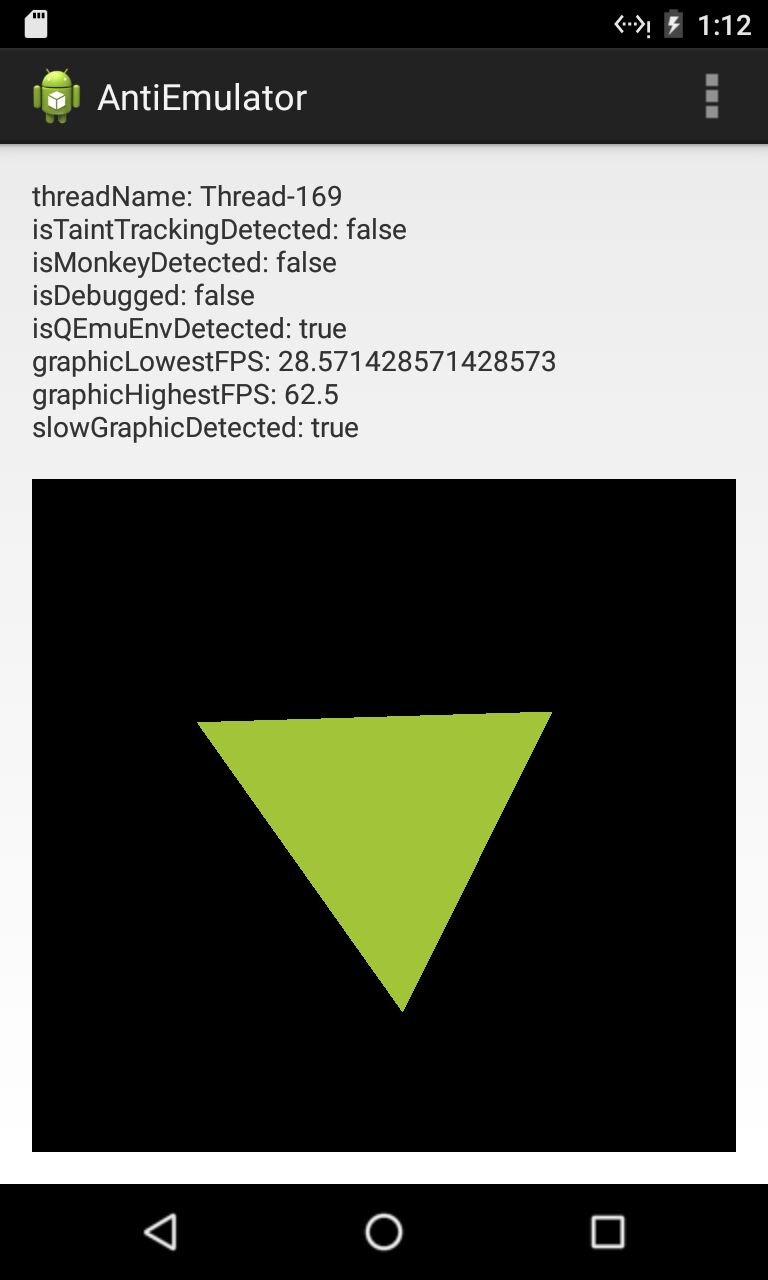 1:12
AntiEmulator
threadName: Thread-169
isTaintTrackingDetected: false
isMonkeyDetected: false
isDebugged: false
isQEmuEnvDetected: true
graphicLowestFPS: 28.571428571428573
graphicHighestFPS: 62.5
slowGraphicDetected: true